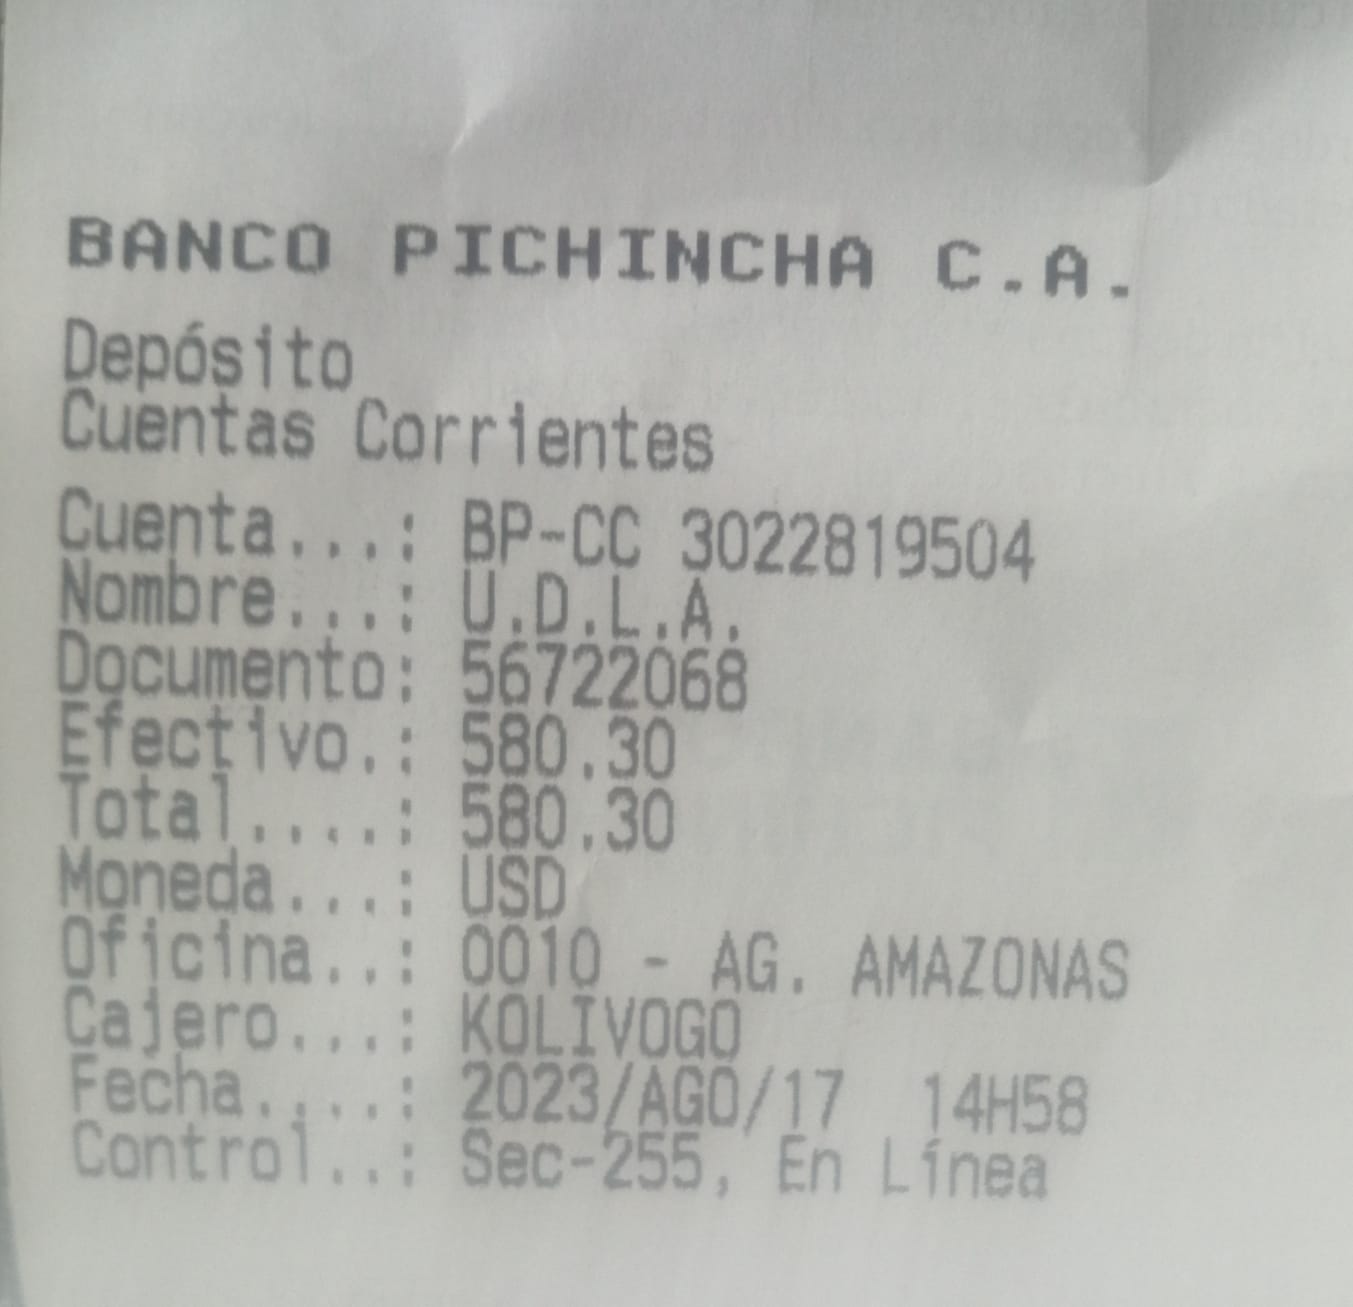 BANCO PICHINCHA C.A.
Depósito
Cuentas Corrientes
Cuenta...: BP-CC 3022819504
Nombre...: U.D.L.A.
Documento: 56722068
Efectivo.: 580.30
Total....: 580.30
Moneda...: USD
Oficina..: 0010 - AG. AMAZONAS
Cajero...: KOLIVOGO
Fecha....: 2023/AGO/17 14H58
Control..: Sec-255, En Línea